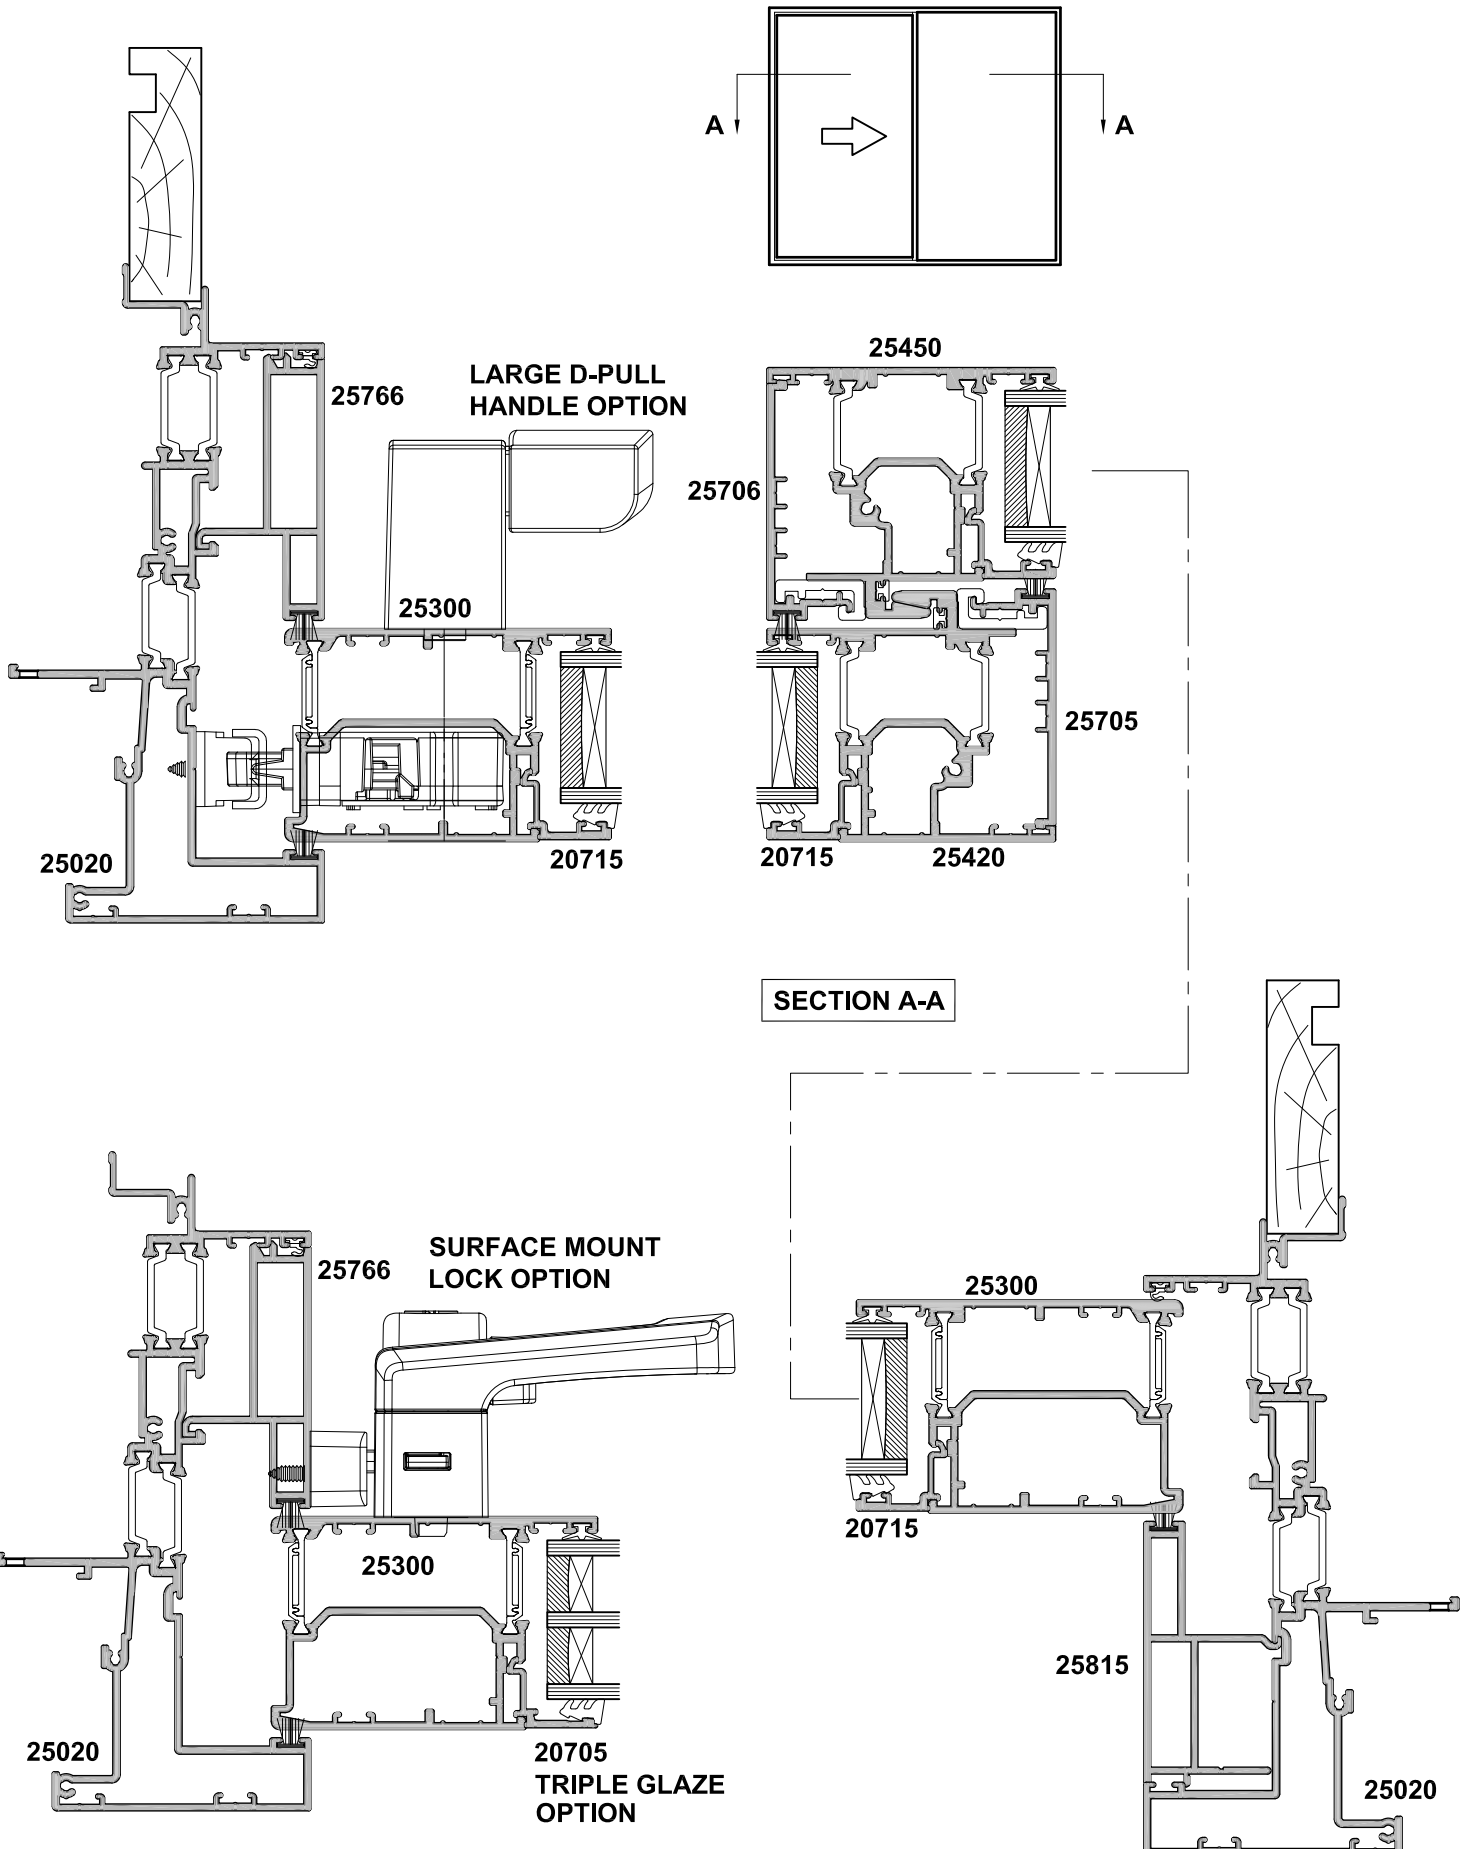 A
A
25450
25766
LARGE D-PULL
HANDLE OPTION
25706
25300
25705
25020
20715
20715
25420
SECTION A-A
25766
SURFACE MOUNT
LOCK OPTION
25300
25300
20715
25815
25020
20705
TRIPLE GLAZE
OPTION
25020